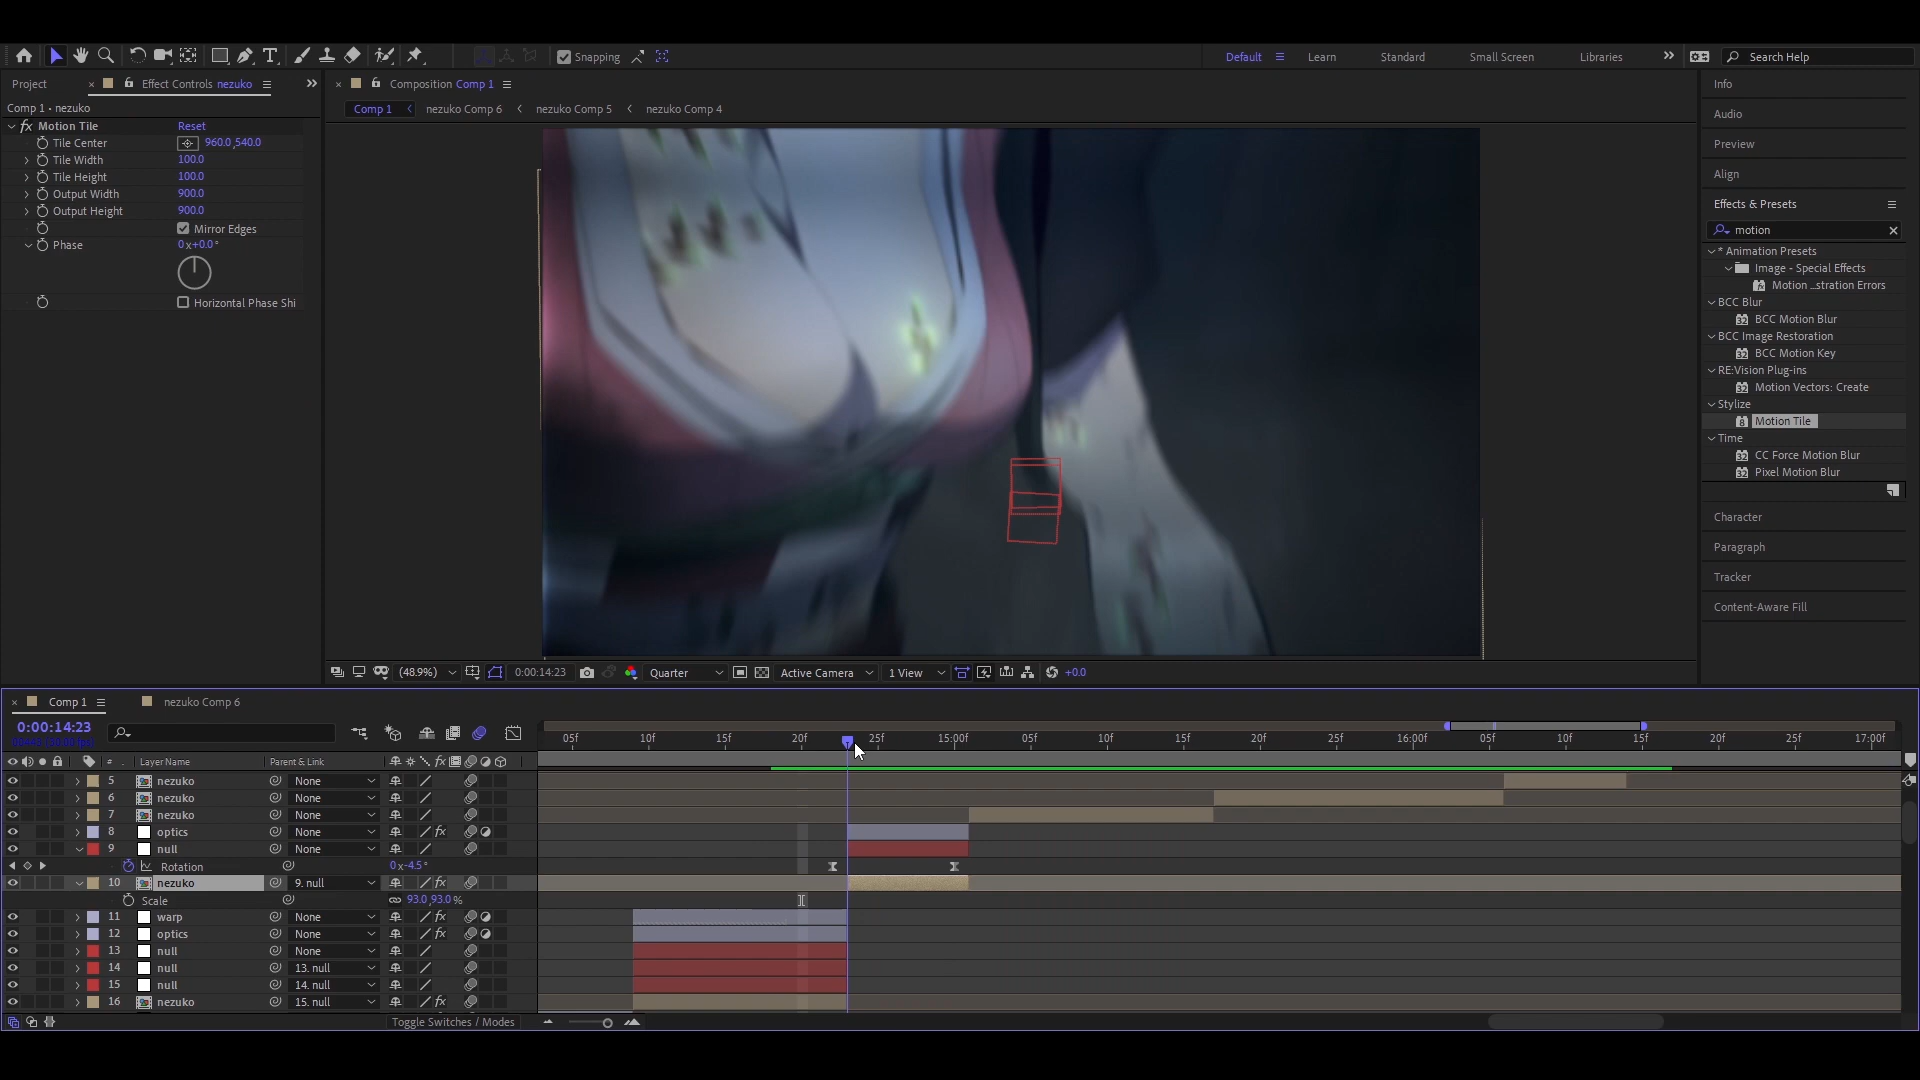 Snapping
Default
Learn
Standard
Small Screen
Libraries
Search Help
Project
Effect Controls nezuko
Composition Comp 1
Info
Comp 1 • nezuko
Comp 1
nezuko Comp 6
nezuko Comp 5
nezuko Comp 4
Audio
fx Motion Tile Reset
Tile Center 960.0,540.0
Tile Width 100.0
Tile Height 100.0
Output Width 900.0
Output Height 900.0
Mirror Edges
Phase 0x+0.0°
Horizontal Phase Shi
Preview
Align
Effects & Presets
motion
* Animation Presets
Image - Special Effects
Motion ...stration Errors
BCC Blur
BCC Motion Blur
BCC Image Restoration
BCC Motion Key
RE:Vision Plug-ins
Motion Vectors: Create
Stylize
Motion Tile
Time
CC Force Motion Blur
Pixel Motion Blur
Character
Paragraph
Tracker
Content-Aware Fill
(48.9%) 0:00:14:23 Quarter Active Camera 1 View +0.0
Comp 1
nezuko Comp 6
0:00:14:23
05f 10f 15f 20f 25f 15:00f 05f 10f 15f 20f 25f 16:00f 05f 10f 15f 20f 25f 17:00f
# . Layer Name Parent & Link fx
5 nezuko None
6 nezuko None
7 nezuko None
8 optics None fx
9 null None
Rotation 0x-4.5°
10 nezuko 9. null fx
Scale 93.0,93.0%
11 warp None fx
12 optics None fx
13 null None
14 null 13. null
15 null 14. null
16 nezuko 15. null fx
Toggle Switches / Modes